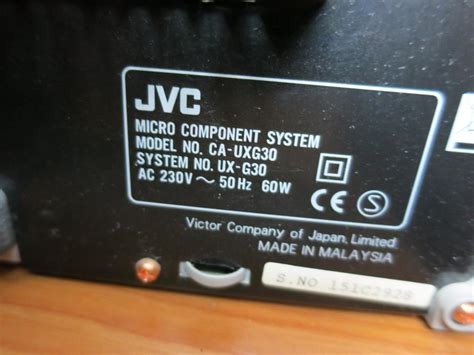 JVC
MICRO COMPONENT SYSTEM
MODEL NO. CA-UXG30
SYSTEM NO. UX-G30
AC 230V ~ 50Hz 60W
CE S
Victor Company of Japan, Limited
MADE IN MALAYSIA
S.NO 151C2928